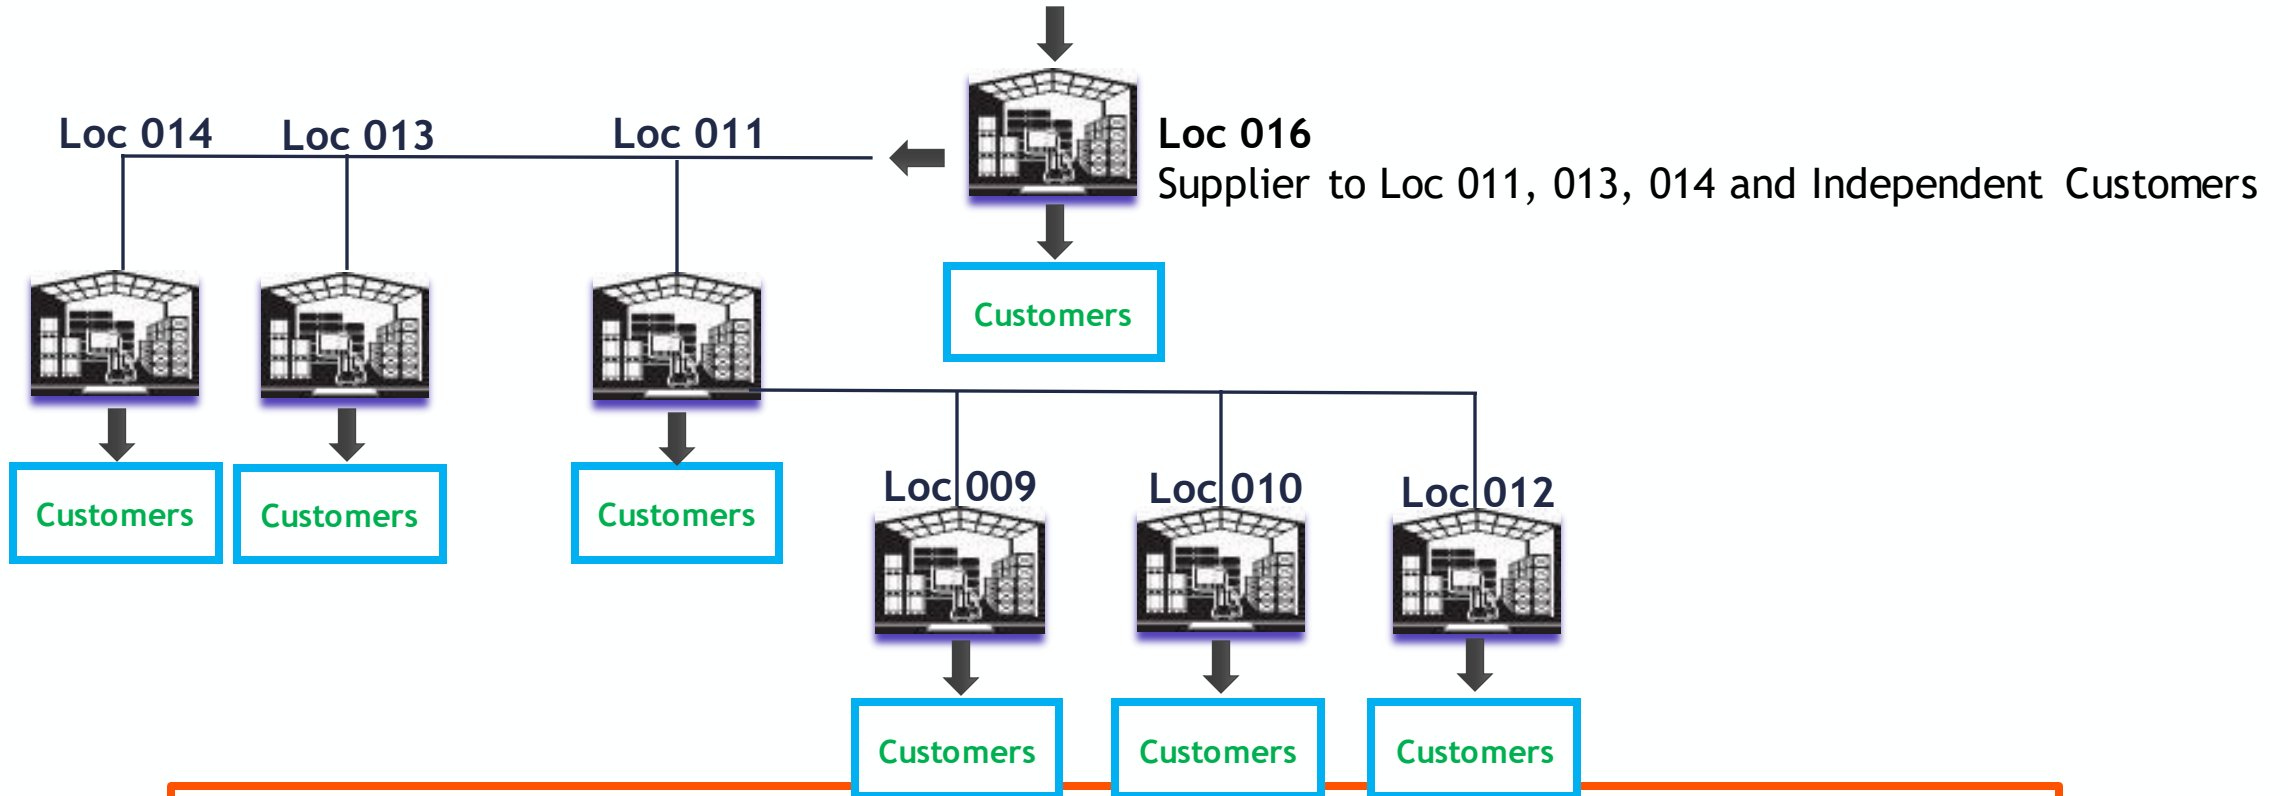 Loc 014
Loc 013
Loc 011
Loc 016
Supplier to Loc 011, 013, 014 and Independent Customers
Customers
Customers
Customers
Customers
Loc 009
Loc 010
Loc 012
Customers
Customers
Customers